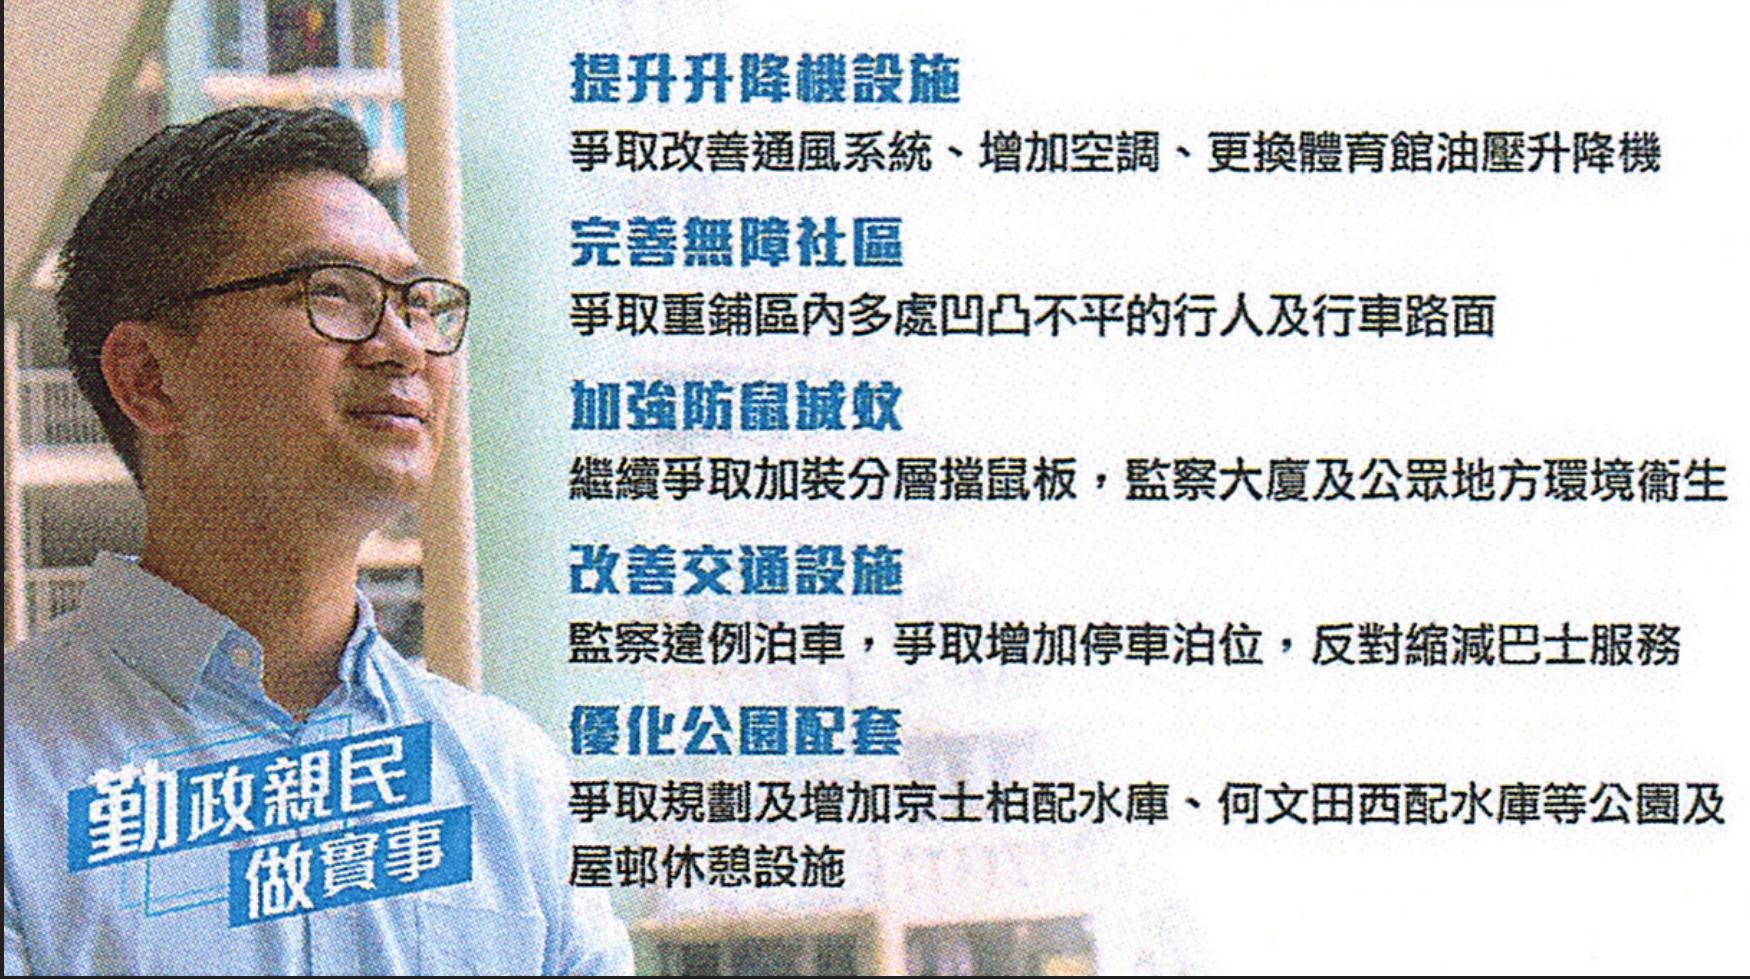 提升升降機設施
爭取改善通風系統、增加空調、更換體育館油壓升降機
完善無障社區
爭取重鋪區內多處凹凸不平的行人及行車路面
加強防鼠滅蚊
繼續爭取加裝分層擋鼠板，監察大廈及公眾地方環境衞生
改善交通設施
監察違例泊車，爭取增加停車泊位，反對縮減巴士服務
優化公園配套
爭取規劃及增加京士柏配水庫、何文田西配水庫等公園及
屋邨休憩設施
勤政親民
做實事